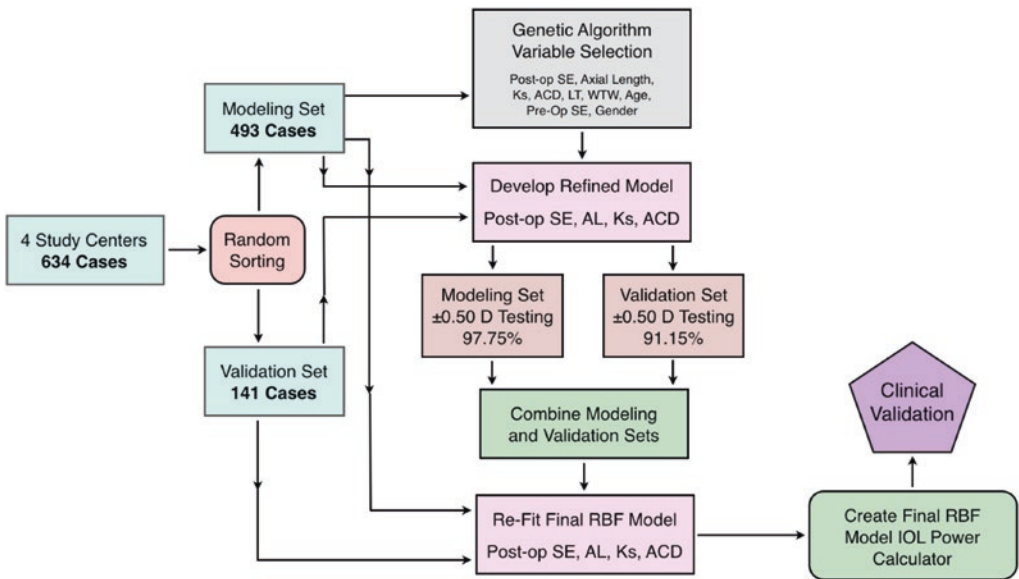 Genetic Algorithm
Variable Selection
Post-op SE, Axial Length,
Ks, ACD, LT, WTW, Age,
Pre-Op SE, Gender
Modeling Set
493 Cases
Develop Refined Model
Post-op SE, AL, Ks, ACD
4 Study Centers
634 Cases
Random
Sorting
Modeling Set
±0.50 D Testing
97.75%
Validation Set
±0.50 D Testing
91.15%
Validation Set
141 Cases
Combine Modeling
and Validation Sets
Clinical
Validation
Re-Fit Final RBF Model
Post-op SE, AL, Ks, ACD
Create Final RBF
Model IOL Power
Calculator